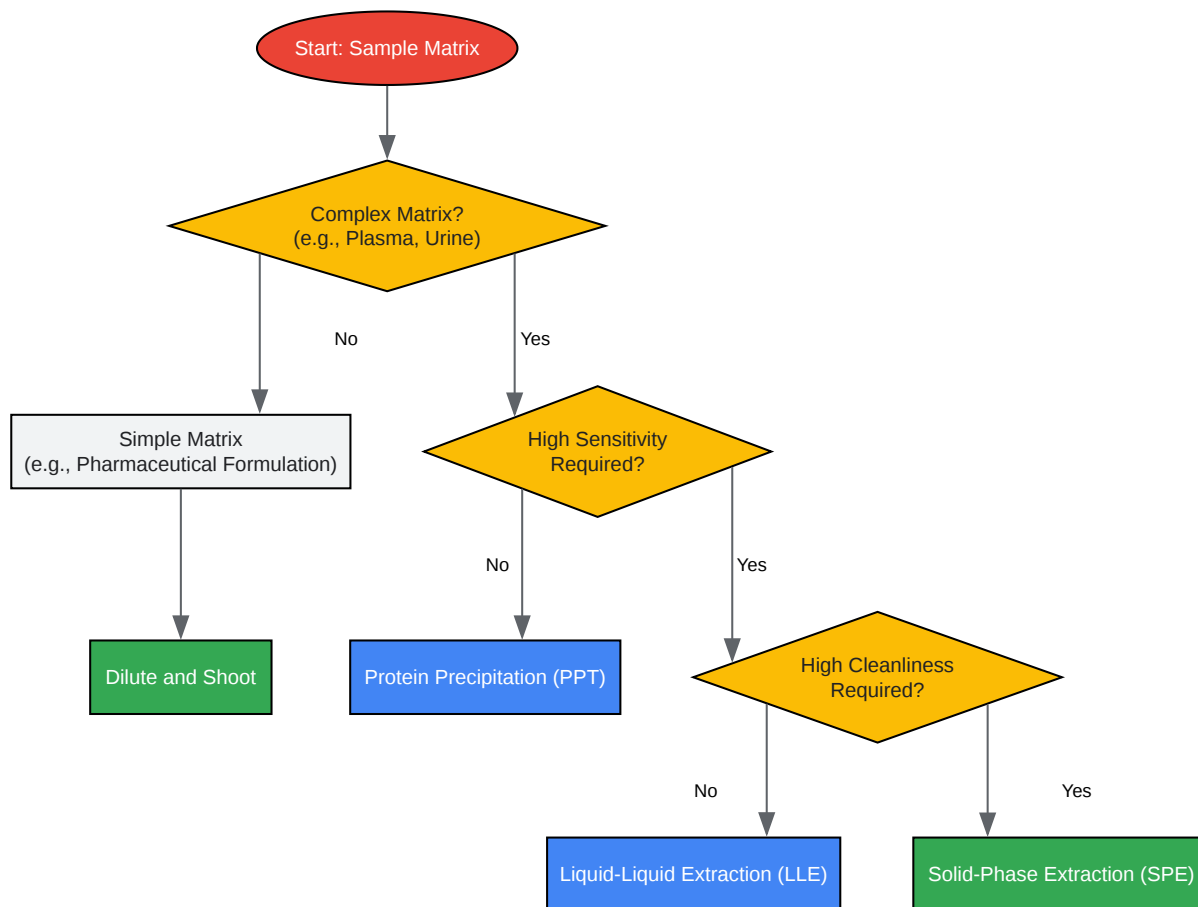 Start: Sample Matrix
Complex Matrix?
(e.g., Plasma, Urine)
No
Yes
Simple Matrix
(e.g., Pharmaceutical Formulation)
High Sensitivity
Required?
No
Yes
Dilute and Shoot
Protein Precipitation (PPT)
High Cleanliness
Required?
No
Yes
Liquid-Liquid Extraction (LLE)
Solid-Phase Extraction (SPE)